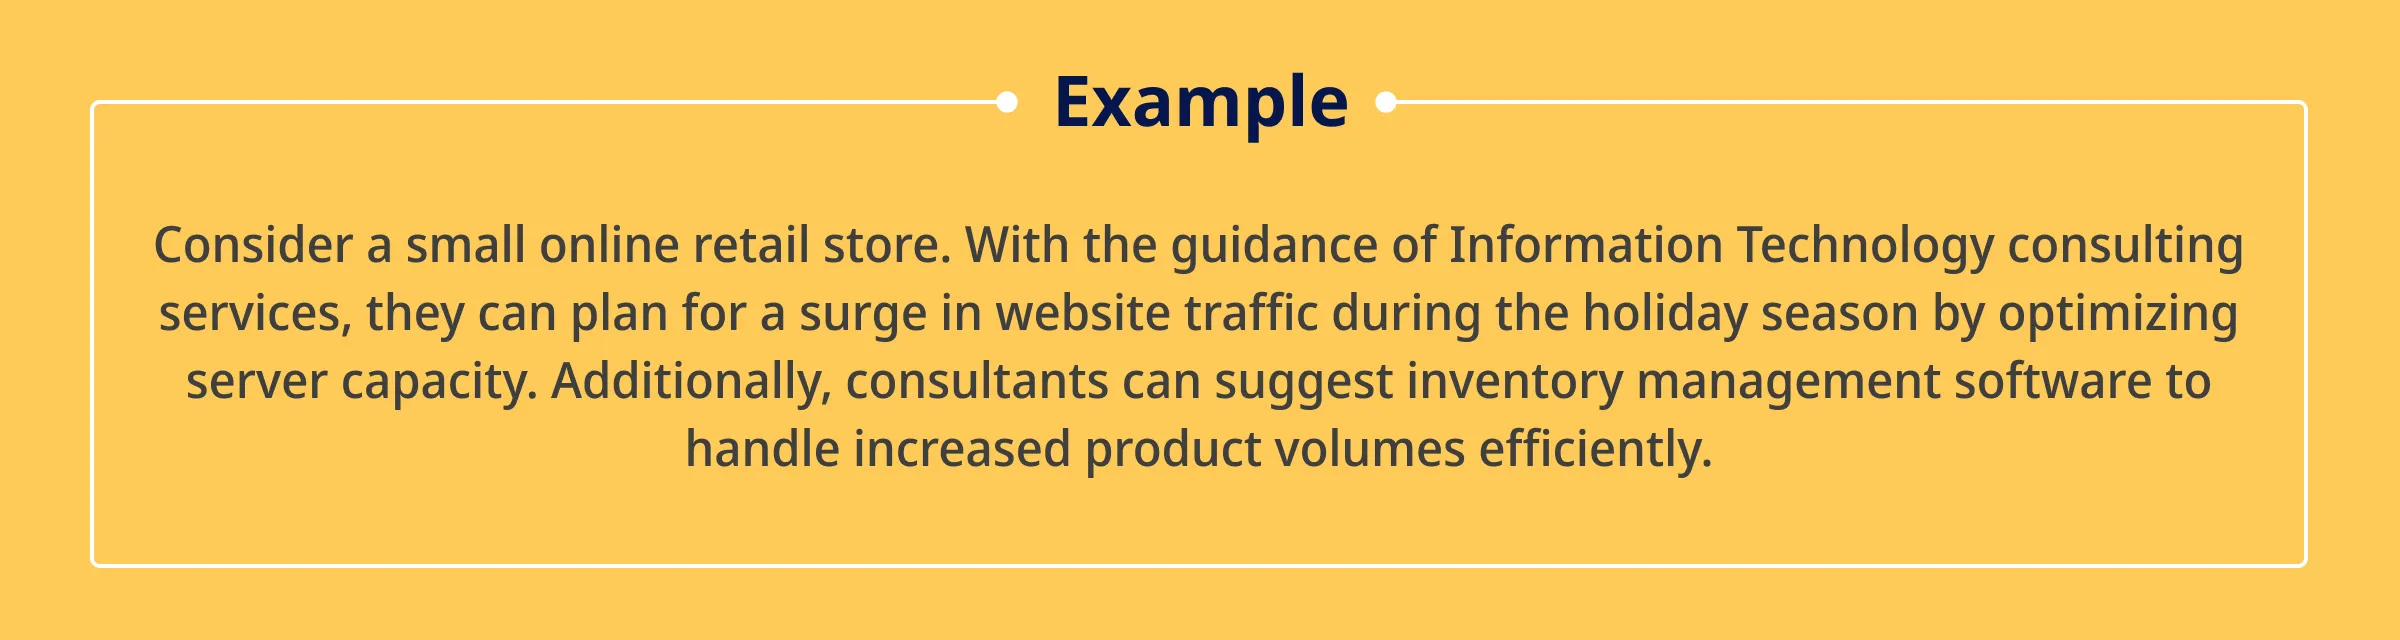 Example
Consider a small online retail store. With the guidance of Information Technology consulting
services, they can plan for a surge in website traffic during the holiday season by optimizing
server capacity. Additionally, consultants can suggest inventory management software to
handle increased product volumes efficiently.